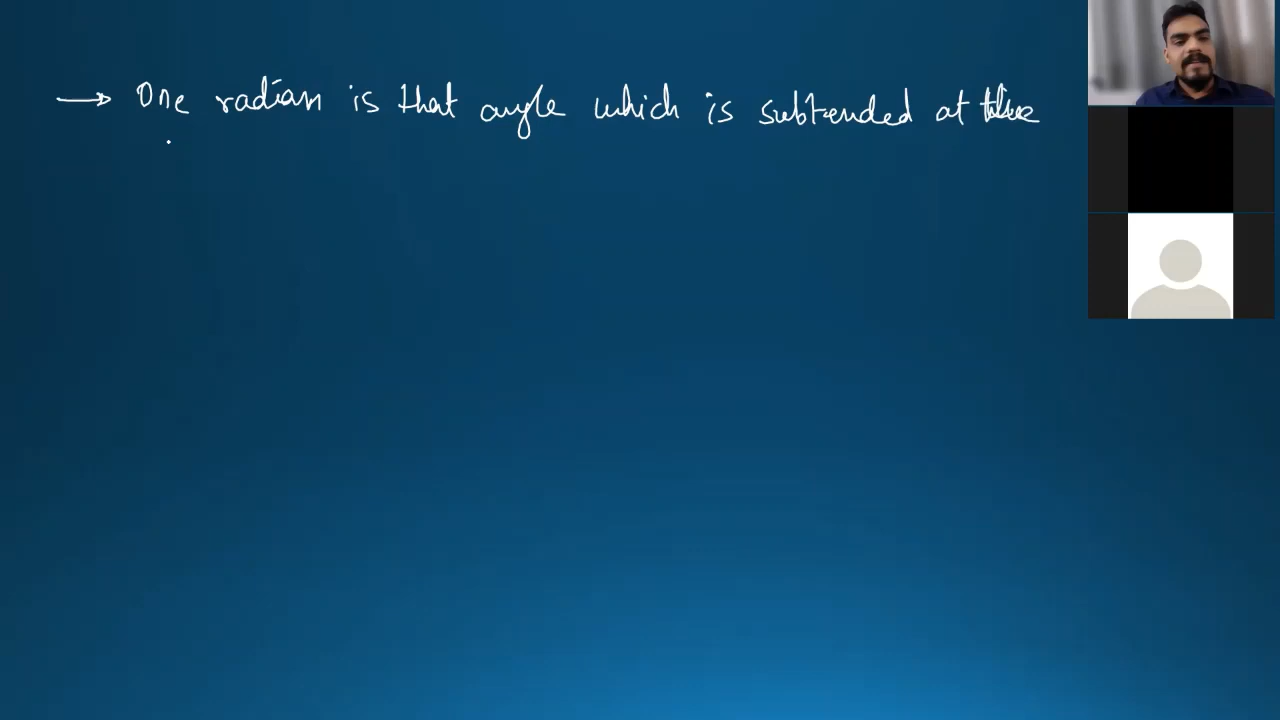 → One radian is that angle which is subtended at the